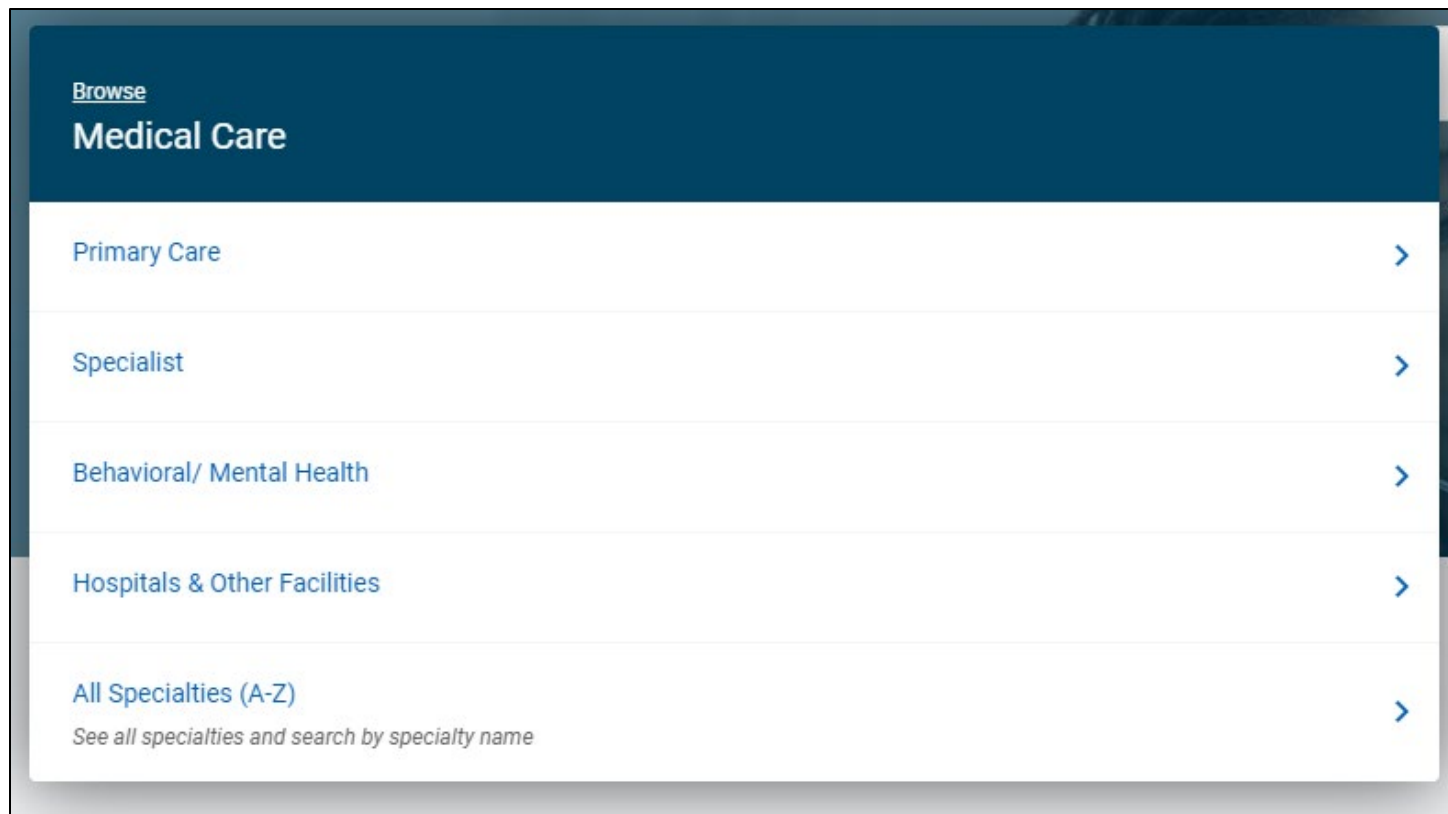 Browse
Medical Care
Primary Care
Specialist
Behavioral/ Mental Health
Hospitals & Other Facilities
All Specialties (A-Z)
See all specialties and search by specialty name